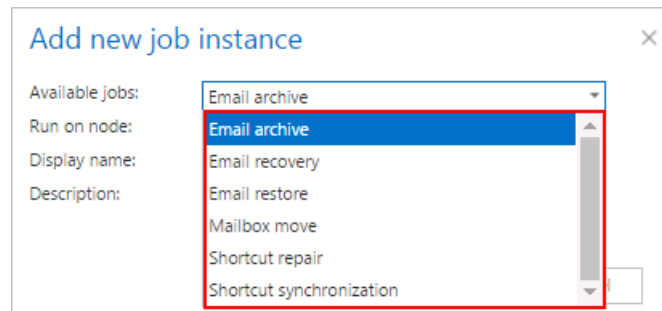 Add new job instance
Available jobs: Email archive
Run on node: Email archive
Display name: Email recovery
Description: Email restore
Mailbox move
Shortcut repair
Shortcut synchronization